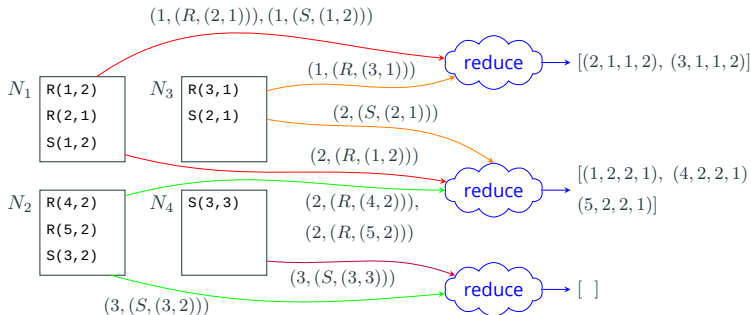 (1, (R, (2, 1))), (1, (S, (1, 2)))
reduce
[(2, 1, 1, 2), (3, 1, 1, 2)]
(1, (R, (3, 1)))
N1
R(1,2)
R(2,1)
S(1,2)
N3
R(3,1)
S(2,1)
(2, (S, (2, 1)))
(2, (R, (1, 2)))
reduce
[(1, 2, 2, 1), (4, 2, 2, 1)
(5, 2, 2, 1)]
N2
R(4,2)
R(5,2)
S(3,2)
N4
S(3,3)
(2, (R, (4, 2))),
(2, (R, (5, 2)))
(3, (S, (3, 3)))
reduce
[ ]
(3, (S, (3, 2)))